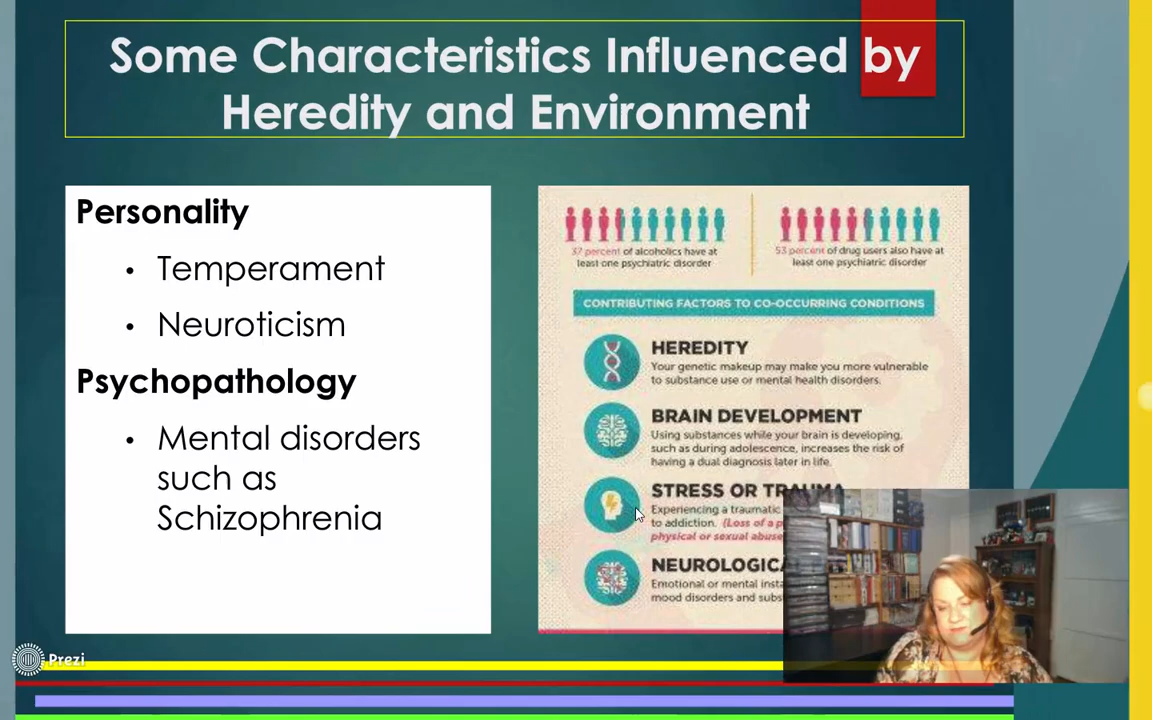 Some Characteristics Influenced by
Heredity and Environment
Personality
• Temperament
• Neuroticism
Psychopathology
• Mental disorders
such as
Schizophrenia
37 percent of alcoholics have at
least one psychiatric disorder
53 percent of drug users also have at
least one psychiatric disorder
CONTRIBUTING FACTORS TO CO-OCCURRING CONDITIONS
HEREDITY
Your genetic makeup may make you more vulnerable
to substance use or mental health disorders.
BRAIN DEVELOPMENT
Using substances while your brain is developing,
such as during adolescence, increases the risk of
having a dual diagnosis later in life.
STRESS OR TRAUMA
Experiencing a traumatic
to addiction. (Loss of a
physical or sexual abuse
NEUROLOGICA
Emotional or mental
mood disorders and
Prezi